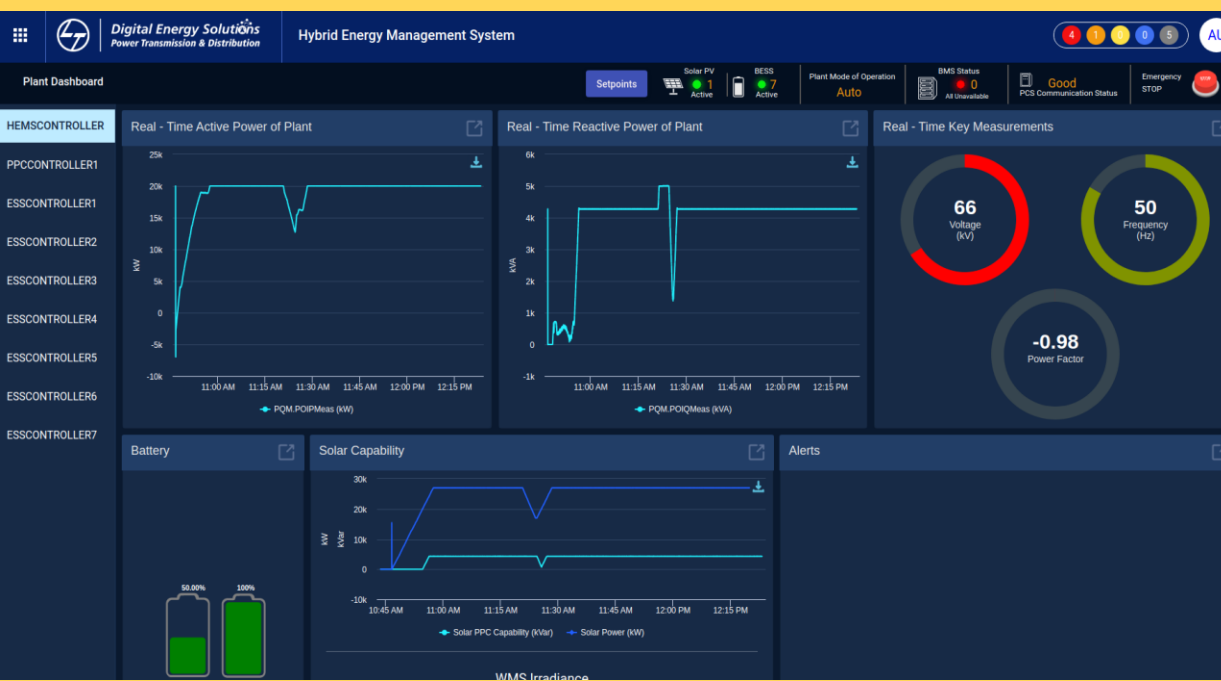 Digital Energy Solutions
Power Transmission & Distribution
Hybrid Energy Management System
4 1 0 0 5
AU
Plant Dashboard
Setpoints
Solar PV
1
Active
BESS
7
Active
Plant Mode of Operation
Auto
BMS Status
0
All Unavailable
Good
PCS Communication Status
Emergency
STOP
STOP
HEMSCONTROLLER
PPCCONTROLLER1
ESSCONTROLLER1
ESSCONTROLLER2
ESSCONTROLLER3
ESSCONTROLLER4
ESSCONTROLLER5
ESSCONTROLLER6
ESSCONTROLLER7
Real - Time Active Power of Plant
25k
20k
15k
10k
5k
0
-5k
-10k
kW
11:00 AM 11:15 AM 11:30 AM 11:45 AM 12:00 PM 12:15 PM
PQM.POIPMeas (kW)
Real - Time Reactive Power of Plant
6k
5k
4k
3k
2k
1k
0
-1k
kVA
11:00 AM 11:15 AM 11:30 AM 11:45 AM 12:00 PM 12:15 PM
PQM.POIQMeas (kVA)
Real - Time Key Measurements
66
Voltage
(kV)
50
Frequency
(Hz)
-0.98
Power Factor
Battery
50.00% 100%
Solar Capability
30k
20k
10k
0
-10k
kW
kVar
10:45 AM 11:00 AM 11:15 AM 11:30 AM 11:45 AM 12:00 PM 12:15 PM
Solar PPC Capability (kVar) Solar Power (kW)
WMS Irradiance
Alerts